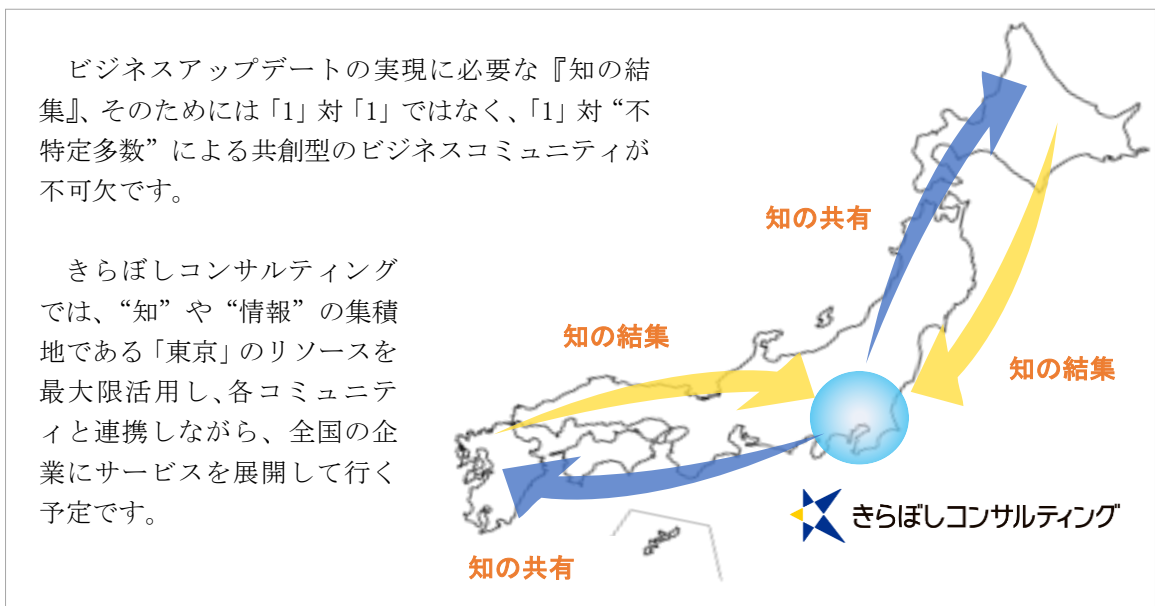 ビジネスアップデートの実現に必要な『知の結
集』、そのためには「1」対「1」ではなく、「1」対“不
特定多数”による共創型のビジネスコミュニティが
不可欠です。
きらぼしコンサルティング
では、“知”や“情報”の集積
地である「東京」のリソースを
最大限活用し、各コミュニテ
ィと連携しながら、全国の企
業にサービスを展開して行く
予定です。
知の共有
知の結集
知の結集
きらぼしコンサルティング
知の共有